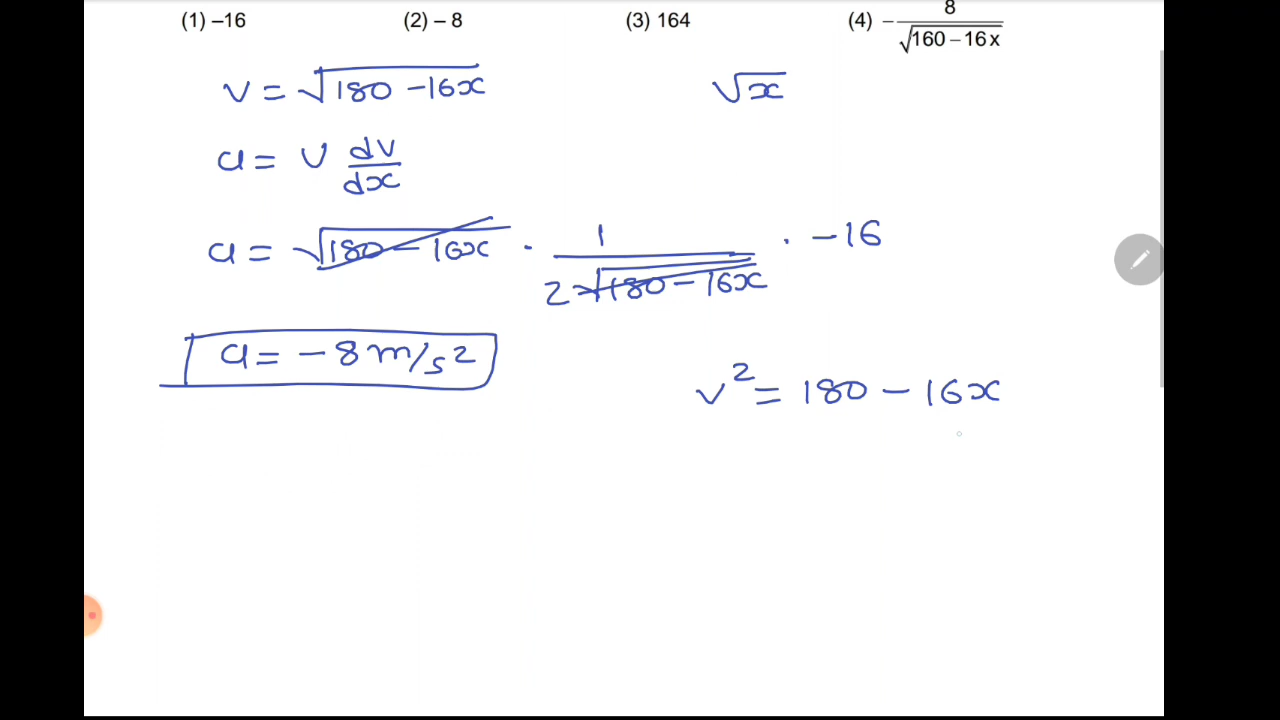 (1) –16 (2) – 8 (3) 164 (4) – 8/√160 – 16x
v = √180 – 16x √x
a = v dv/dx
a = √180 – 16x · 1/2√180 – 16x · –16
a = – 8 m/s2
v² = 180 – 16x